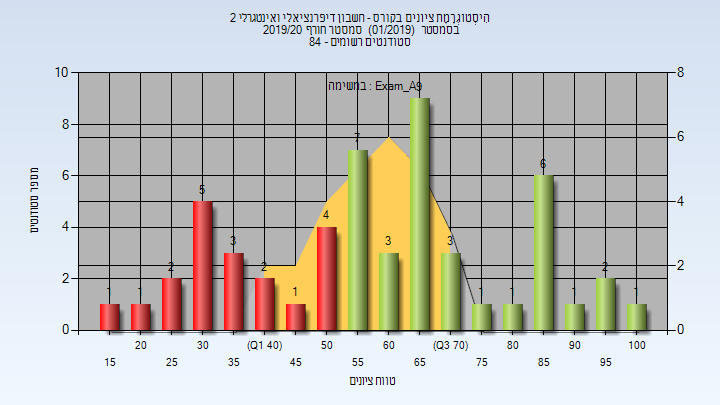 היסטוגרמת ציונים בקורס - חשבון דיפרנציאלי ואינטגרלי 2
בסמסטר (01/2019) סמסטר חורף 2019/20
סטודנטים רשומים - 84
במשימה : Exam_A9
10 8 6 4 2 0
8 6 4 2 0
מספר סטודנטים
1 1 2 5 3 2 1 4 7 3 9 3 1 1 6 1 2 1
20 30 (Q1 40) 50 60 (Q3 70) 80 90 100
15 25 35 45 55 65 75 85 95
טווח ציונים